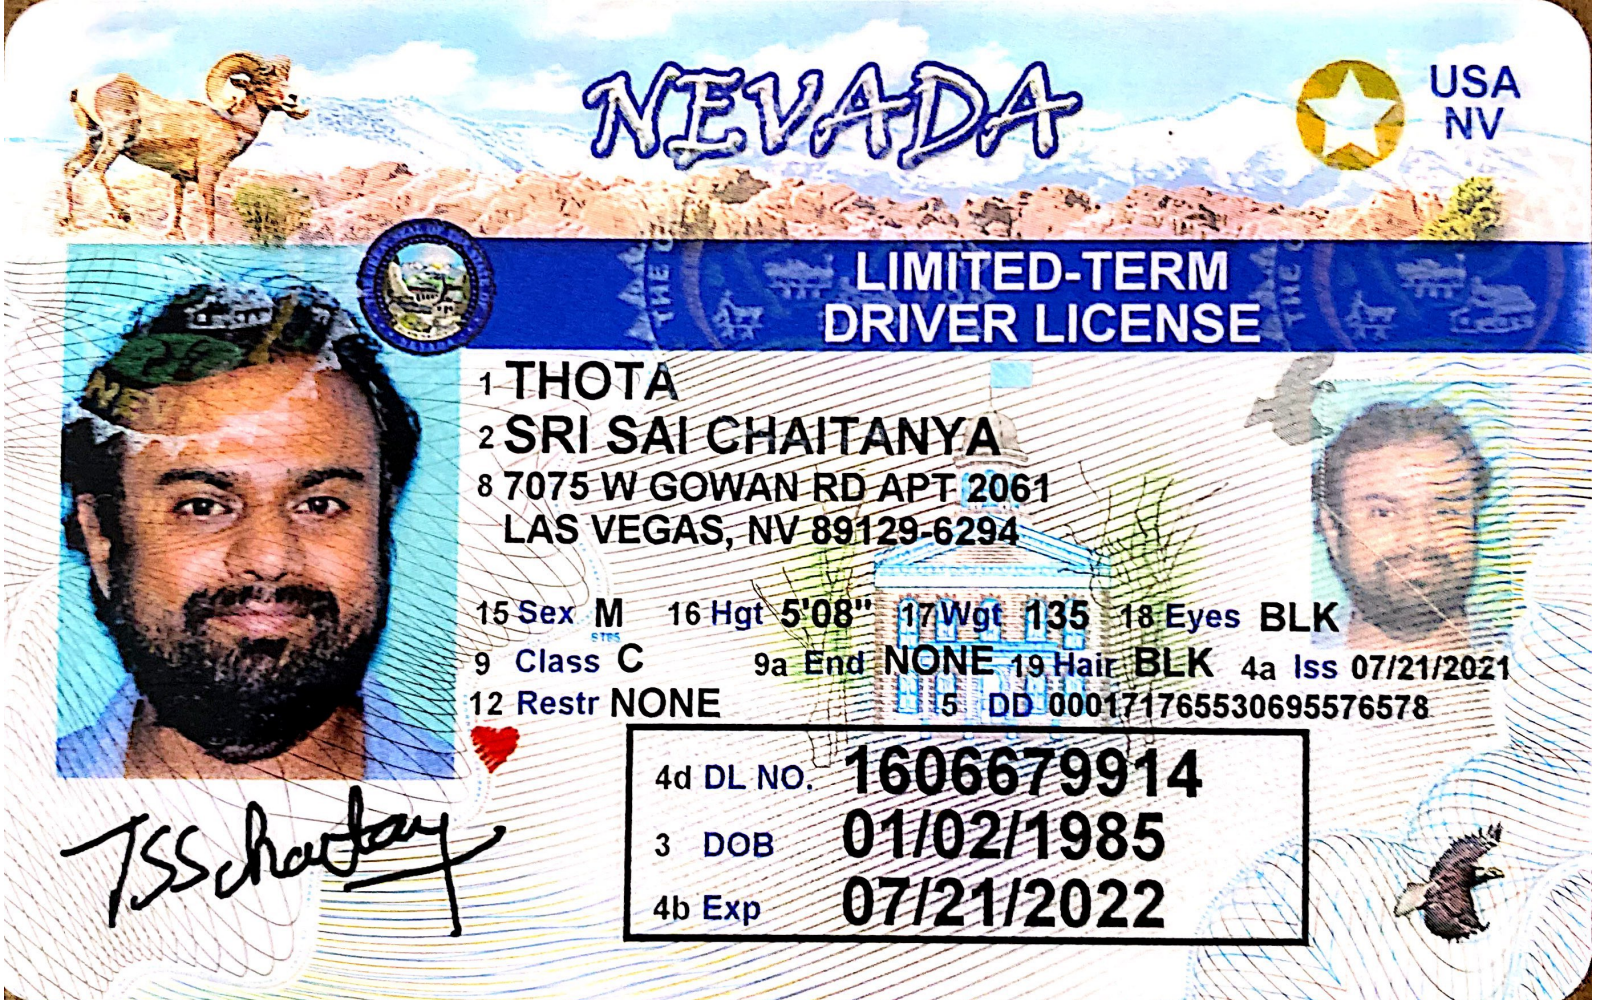 NEVADA
USA
NV
LIMITED-TERM
DRIVER LICENSE
1 THOTA
2 SRI SAI CHAITANYA
8 7075 W GOWAN RD APT 2061
LAS VEGAS, NV 89129-6294
15 Sex M 16 Hgt 5'08" 17 Wgt 135 18 Eyes BLK
9 Class C 9a End NONE 19 Hair BLK 4a Iss 07/21/2021
12 Restr NONE 5 DD 000171765530695576578
4d DL NO. 1606679914
3 DOB 01/02/1985
4b Exp 07/21/2022